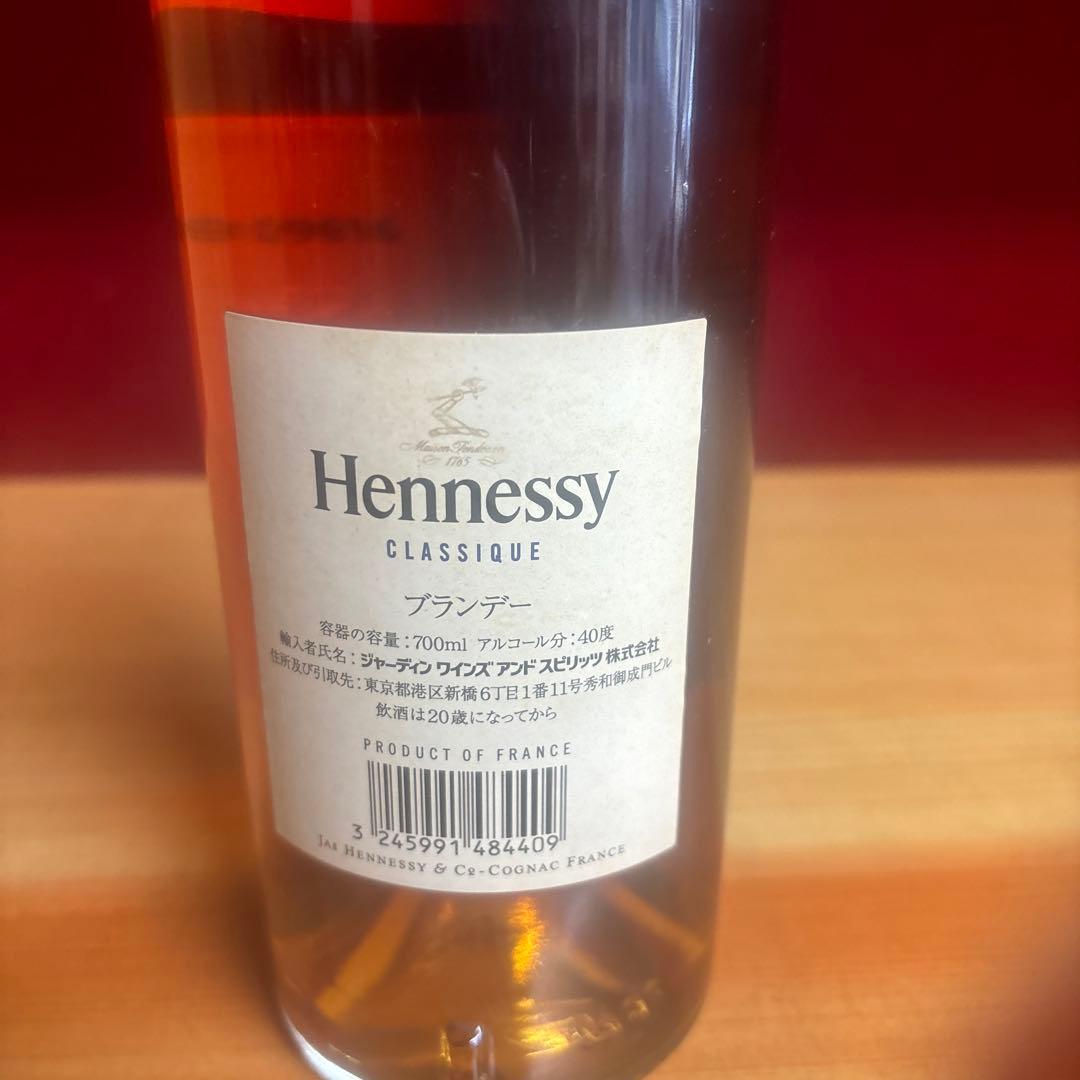 Maison Fondée en
1765
Hennessy
CLASSIQUE
ブランデー
容器の容量:700ml アルコール分:40度
輸入者氏名:ジャーディン ワインズ アンド スピリッツ 株式会社
住所及び引取先:東京都港区新橋6丁目1番11号秀和御成門ビル
飲酒は20歳になってから
PRODUCT OF FRANCE
3 245991 484409
JAS HENNESSY & Cº-COGNAC FRANCE